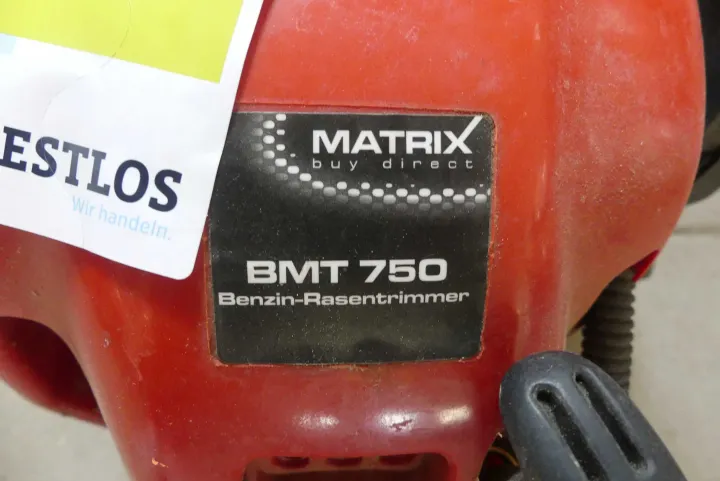 ESTLOS
Wir handeln.
MATRIX
buy direct
BMT 750
Benzin-Rasentrimmer